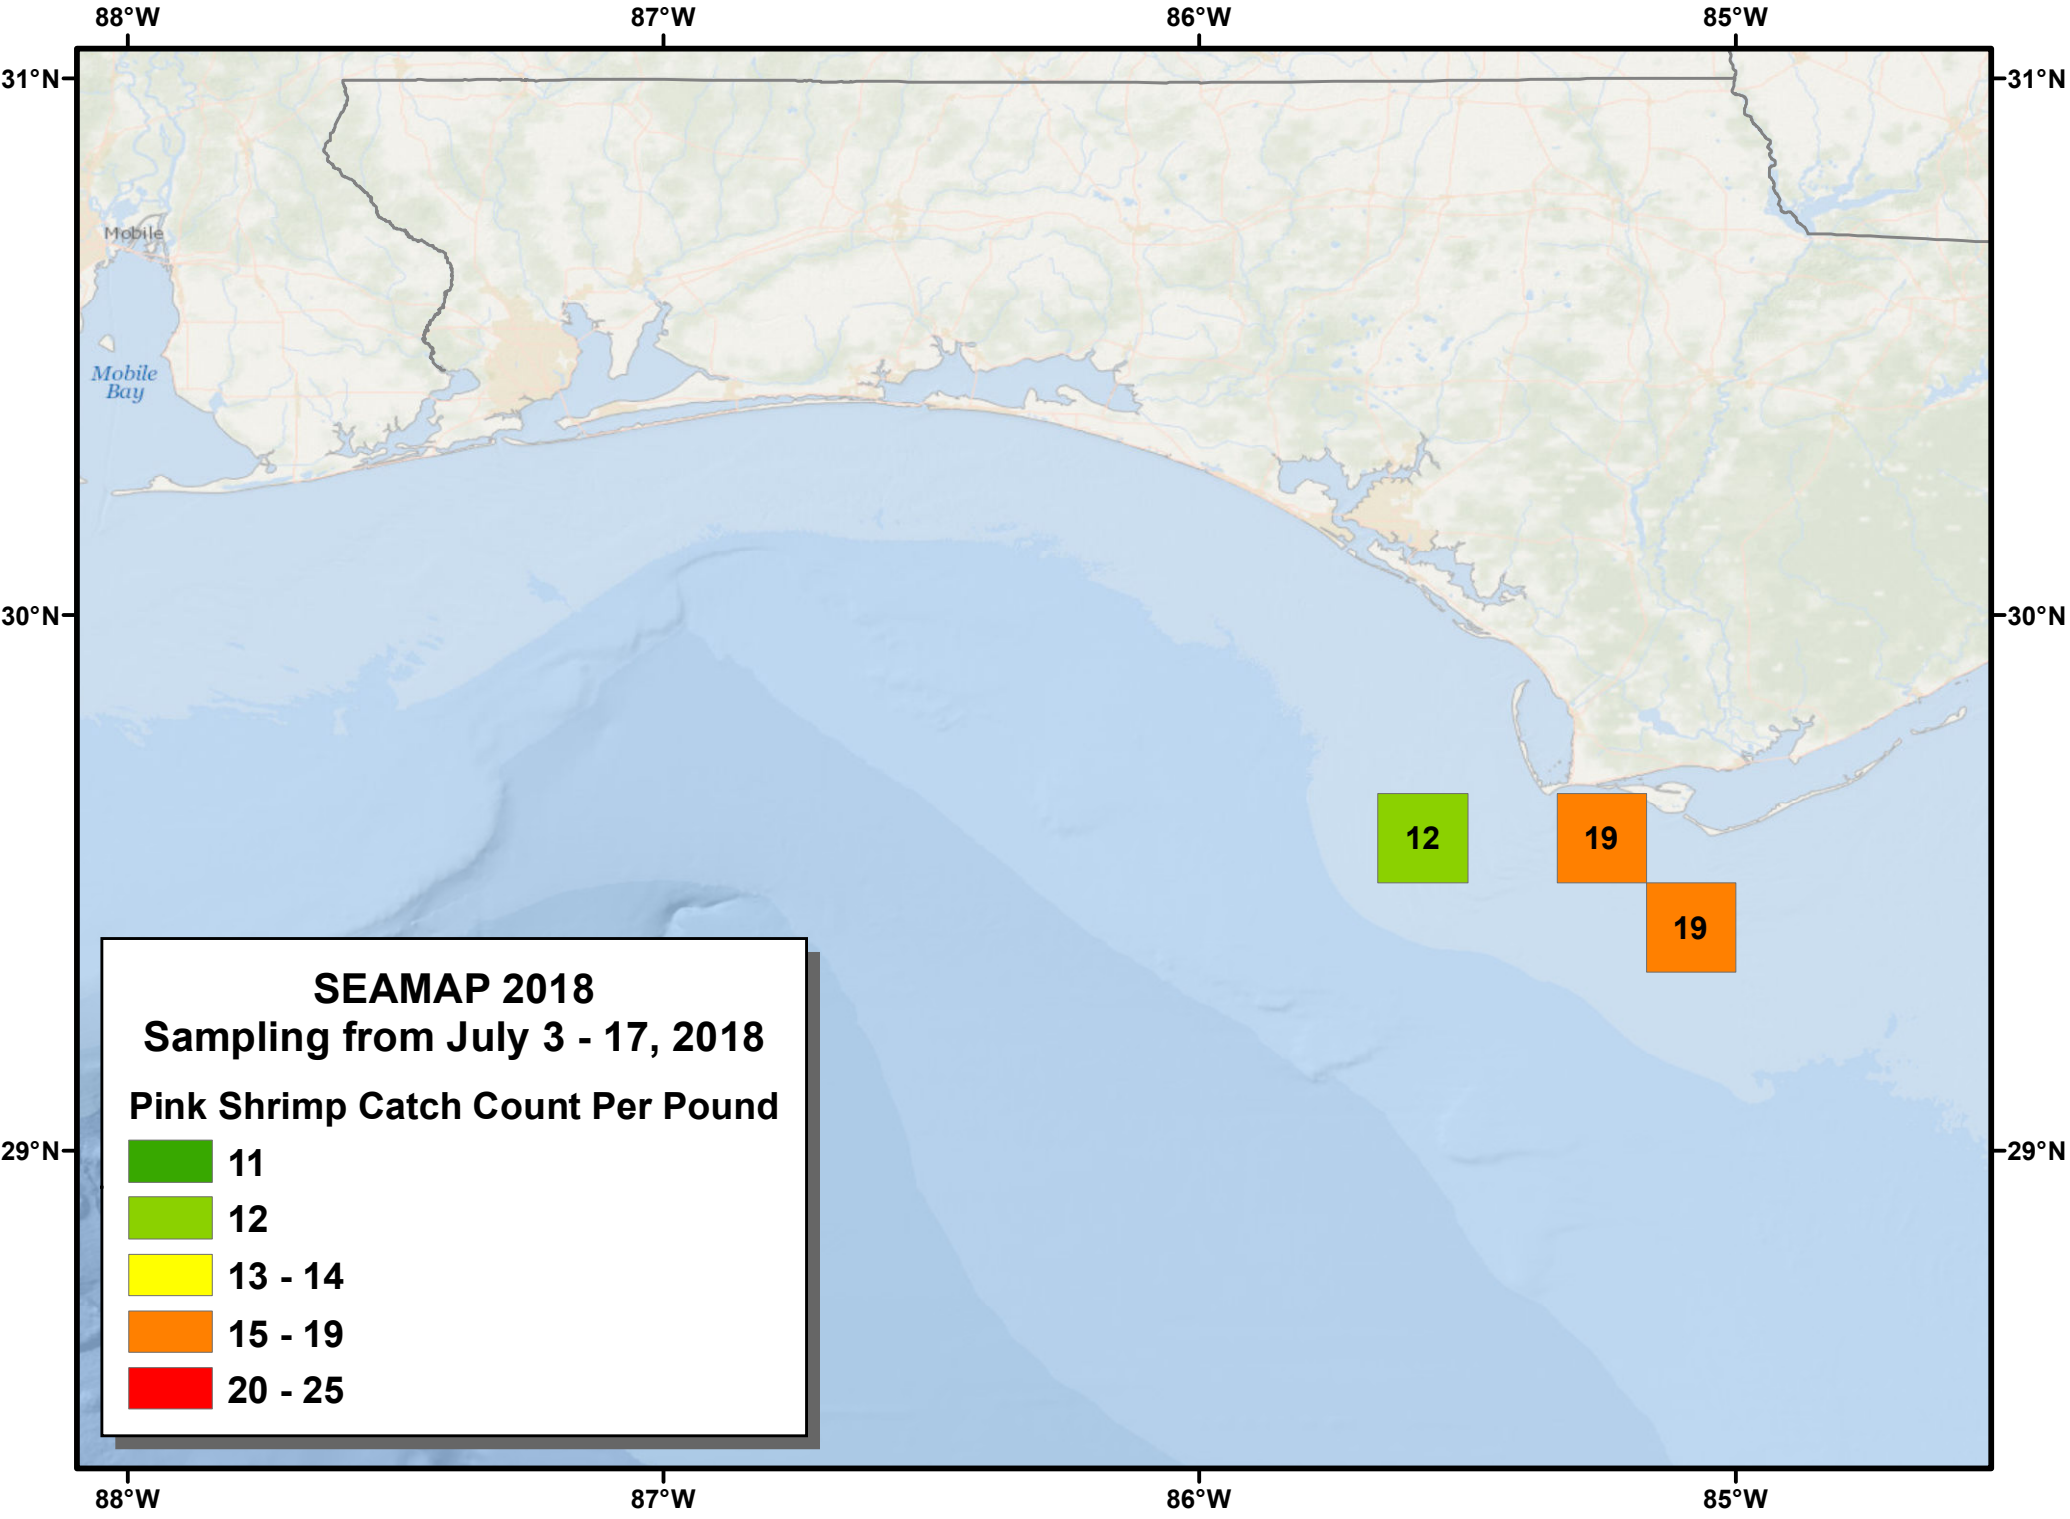 88°W 87°W 86°W 85°W
31°N 31°N
Mobile
Mobile
Bay
30°N 30°N
12 19
19
SEAMAP 2018
Sampling from July 3 - 17, 2018
Pink Shrimp Catch Count Per Pound
29°N 29°N
11
12
13 - 14
15 - 19
20 - 25
88°W 87°W 86°W 85°W